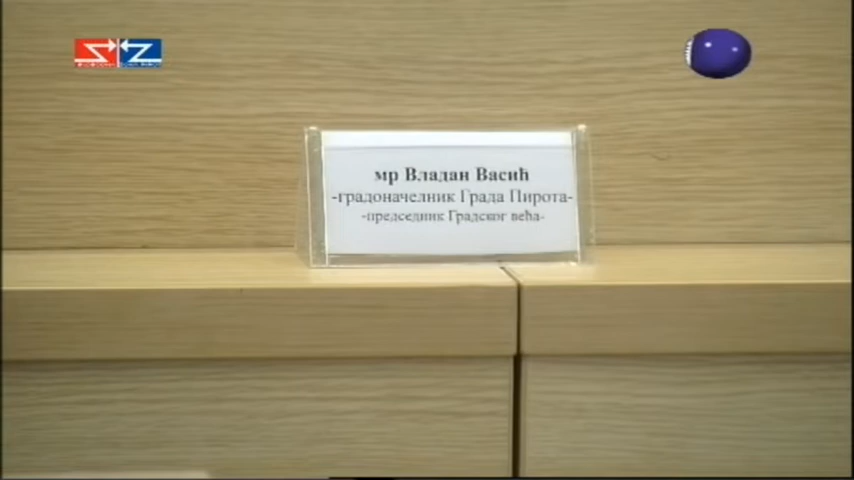 мр Владан Васић
-градоначелник Града Пирота-
-председник Градског већа-